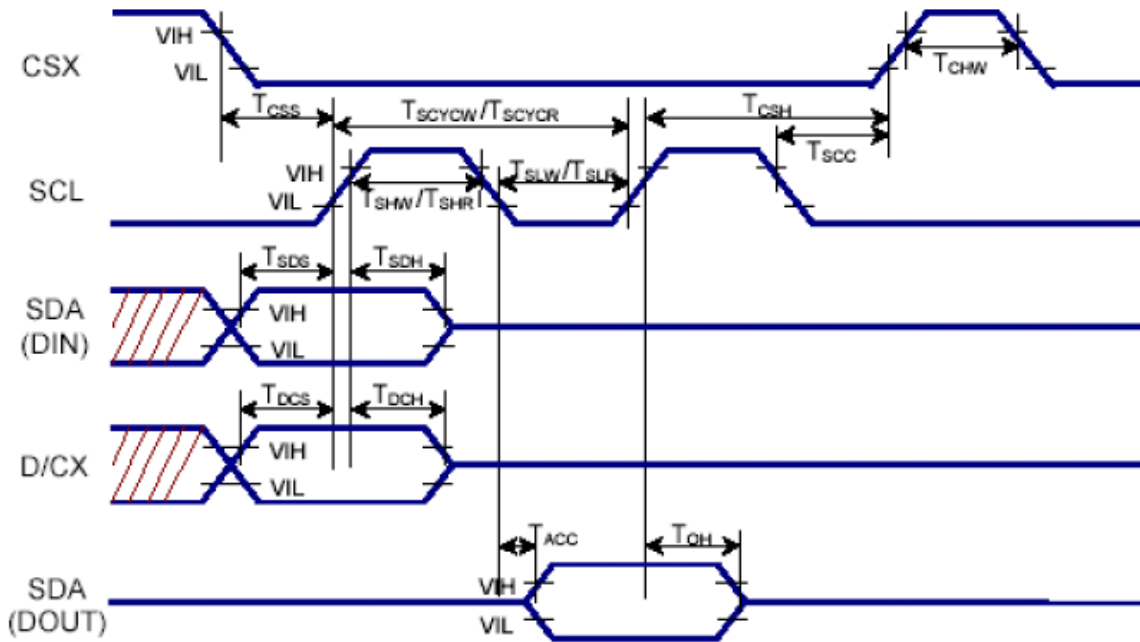 CSX
VIH
VIL
TCHW
TCSS
TSCYCW/TSCYCR
TCSH
TSCC
SCL
VIH
VIL
TSHW/TSHR
TSLW/TSLR
SDA
(DIN)
TSDS
TSDH
VIH
VIL
D/CX
TDCS
TDCH
VIH
VIL
SDA
(DOUT)
TACC
TOH
VIH
VIL